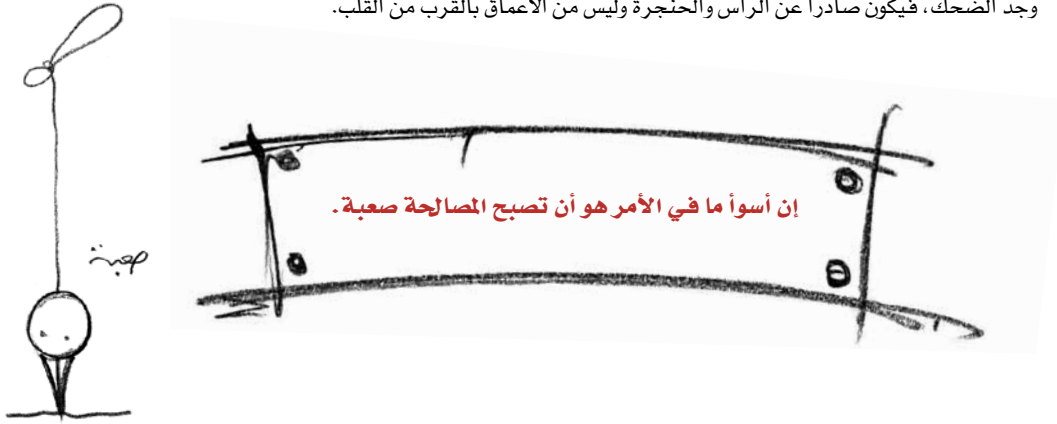 وجد الضحك، فيكون صادراً عن الرأس والحنجرة وليس من الأعماق بالقرب من القلب.
إن أسوأ ما في الأمر هو أن تصبح المصالحة صعبة.